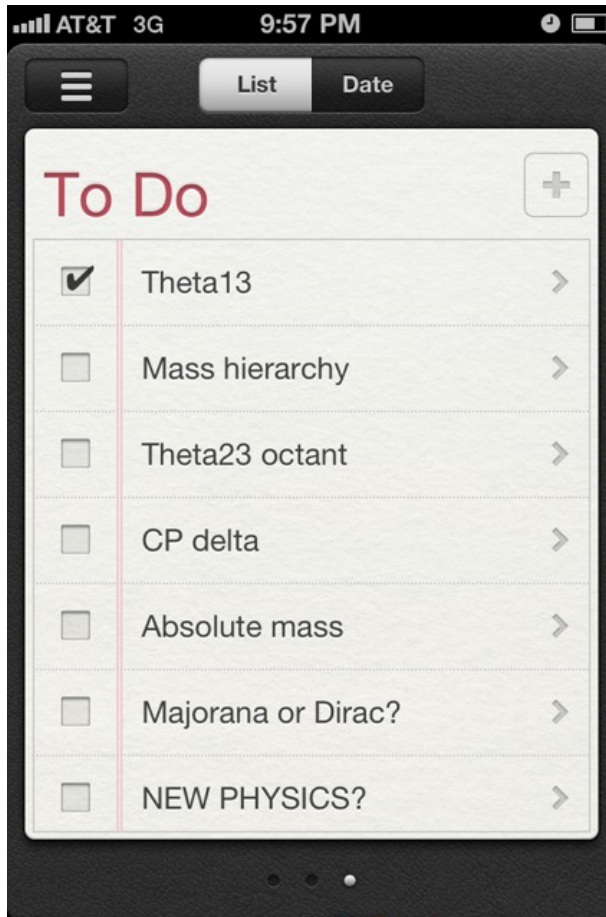 AT&T 3G 9:57 PM
List Date
To Do
Theta13
Mass hierarchy
Theta23 octant
CP delta
Absolute mass
Majorana or Dirac?
NEW PHYSICS?